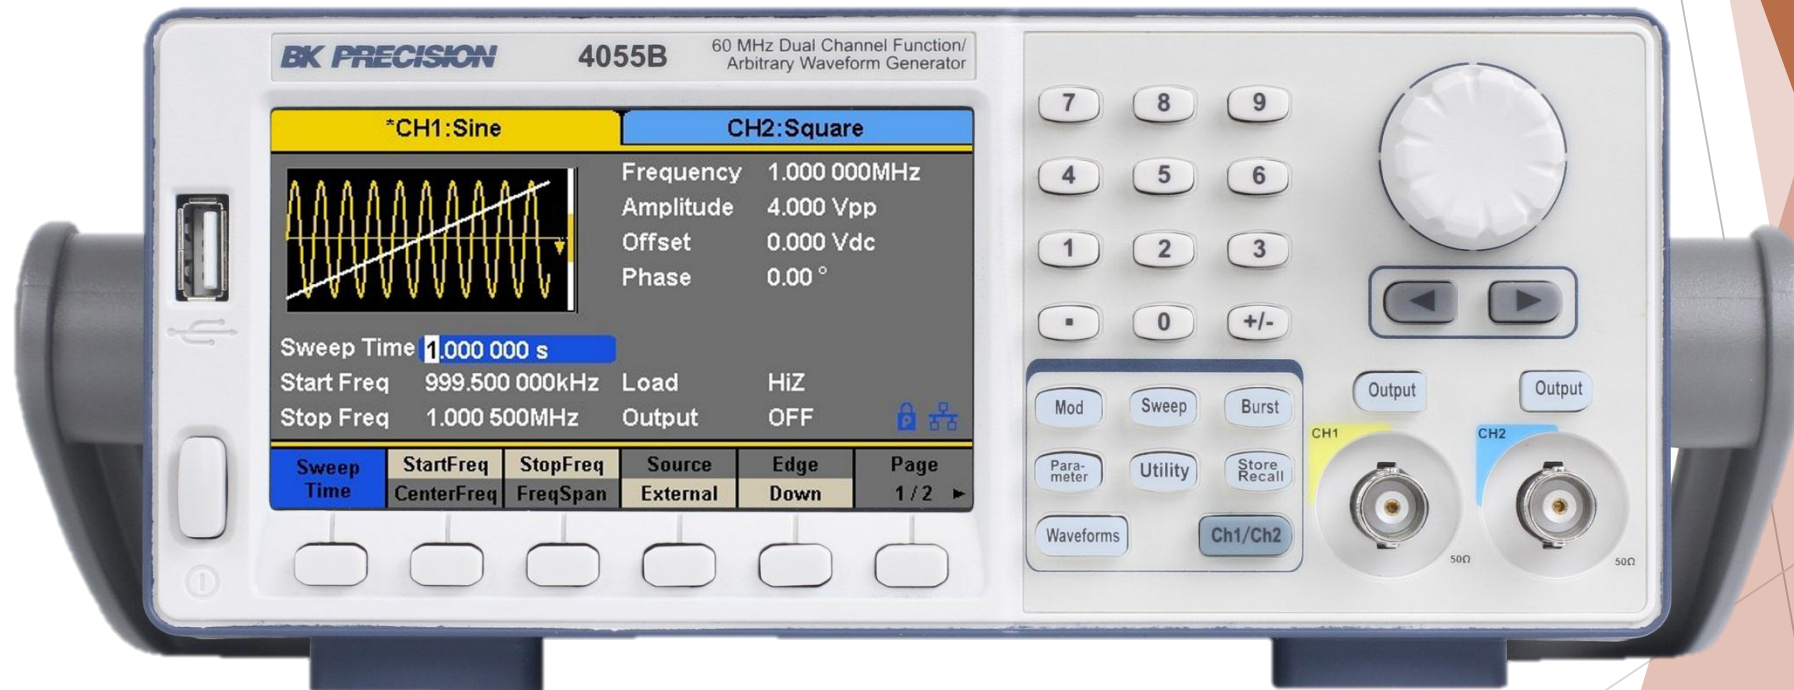 BK PRECISION 4055B 60 MHz Dual Channel Function/
Arbitrary Waveform Generator
*CH1:Sine CH2:Square
Frequency 1.000 000MHz
Amplitude 4.000 Vpp
Offset 0.000 Vdc
Phase 0.00 °
Sweep Time 1.000 000 s
Start Freq 999.500 000kHz Load HiZ
Stop Freq 1.000 500MHz Output OFF
P
Sweep Time
StartFreq
CenterFreq
StopFreq
FreqSpan
Source
External
Edge
Down
Page
1/2 ►
7 8 9
4 5 6
1 2 3
. 0 +/-
Mod Sweep Burst
Para-
meter
Utility
Store
Recall
Waveforms Ch1/Ch2
Output Output
CH1 CH2
50Ω 50Ω